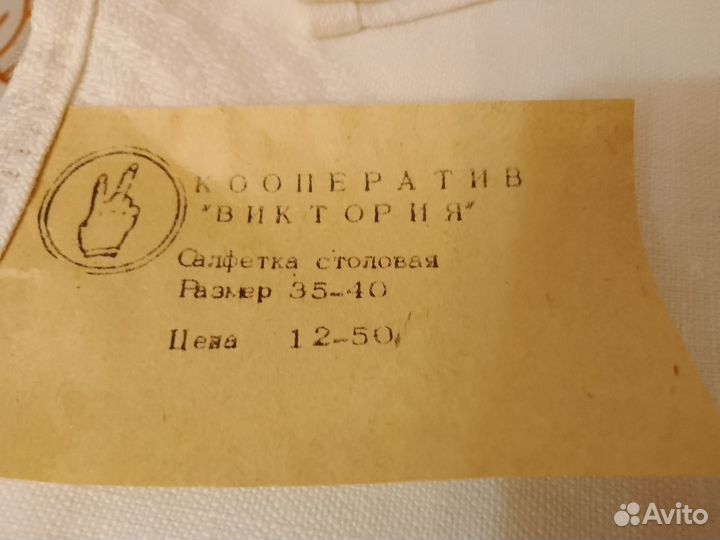 КООПЕРАТИВ
"ВИКТОРИЯ"
Салфетка столовая
Размер 35-40
Цена 12-50
Avito